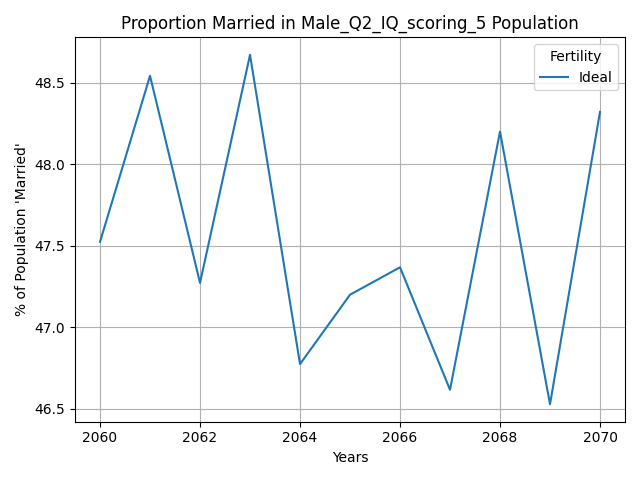 Proportion Married in Male_Q2_IQ_scoring_5 Population
Fertility
Ideal
% of Population 'Married'
48.5
48.0
47.5
47.0
46.5
2060 2062 2064 2066 2068 2070
Years